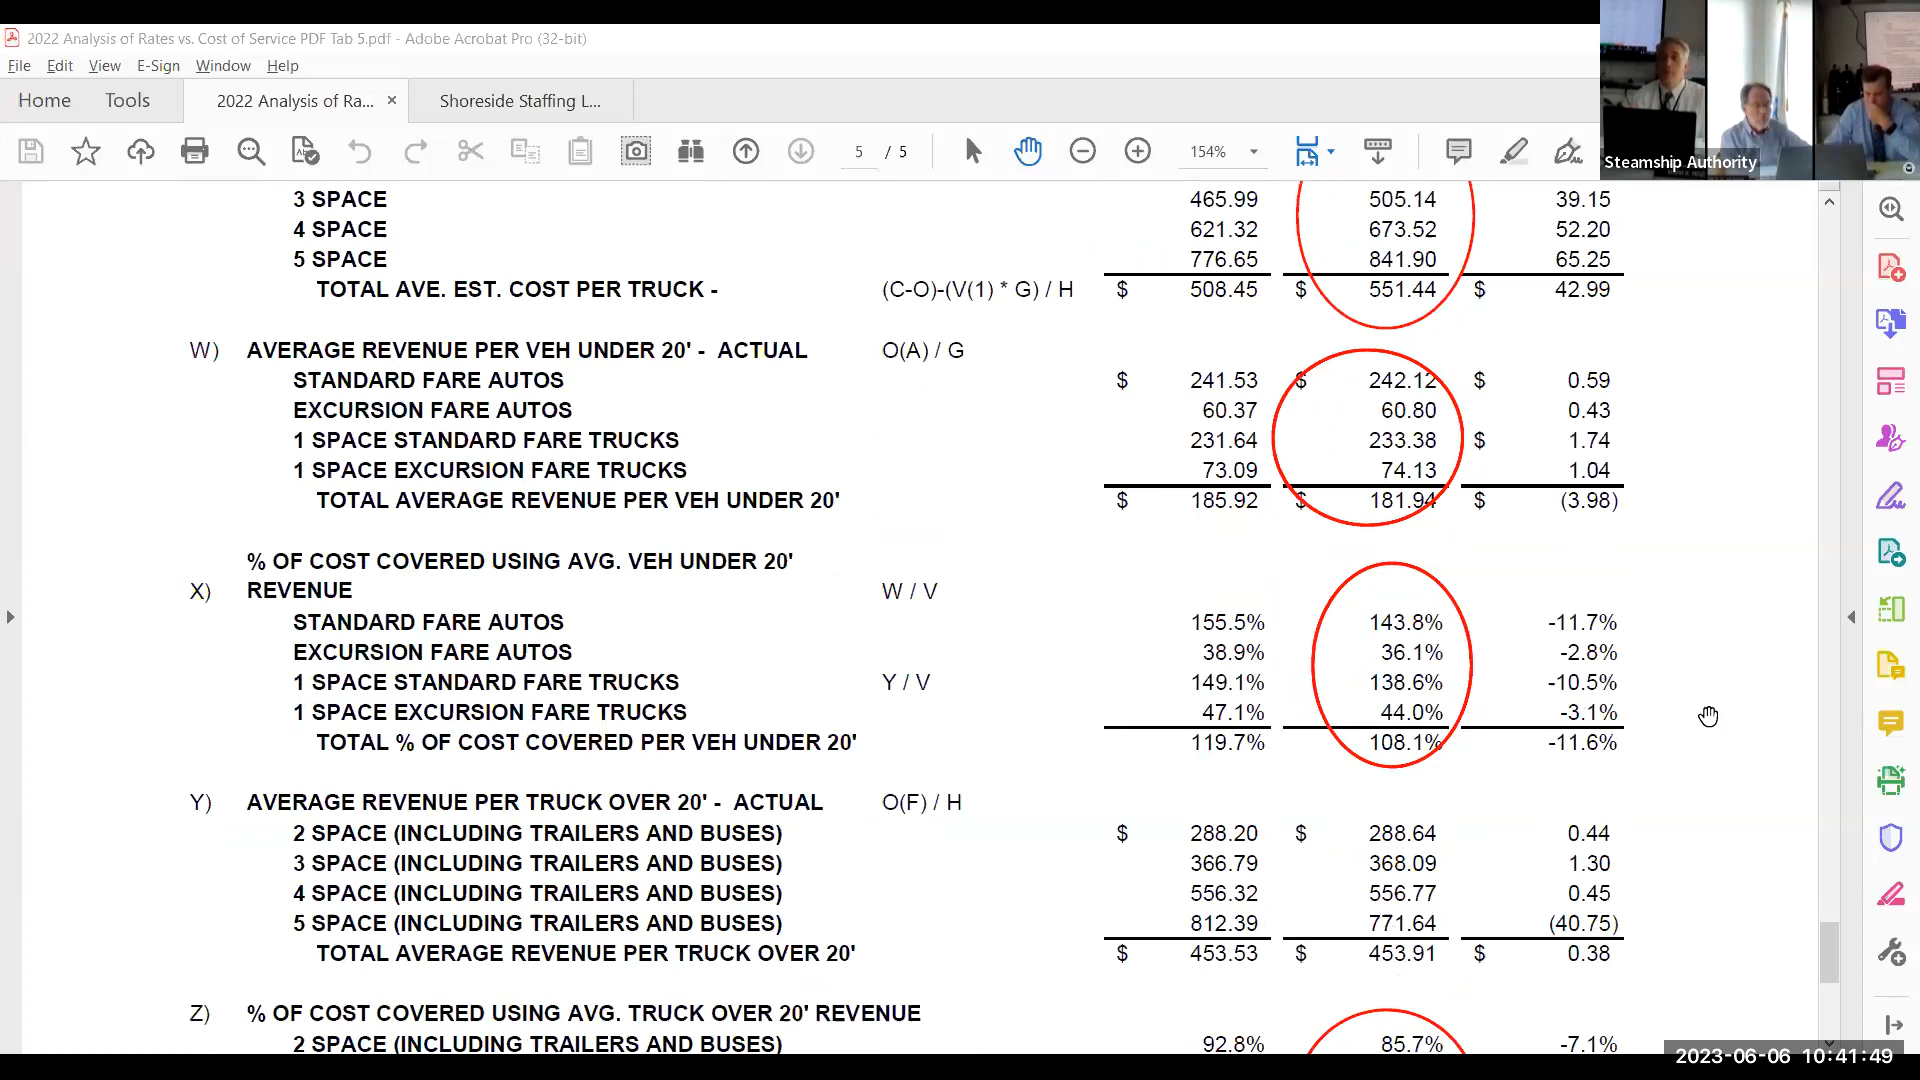 2022 Analysis of Rates vs. Cost of Service PDF Tab 5.pdf - Adobe Acrobat Pro (32-bit)
File Edit View E-Sign Window Help
Home Tools 2022 Analysis of Ra... × Shoreside Staffing L...
5 / 5 154%
Steamship Authority
3 SPACE 465.99 505.14 39.15
4 SPACE 621.32 673.52 52.20
5 SPACE 776.65 841.90 65.25
TOTAL AVE. EST. COST PER TRUCK - (C-O)-(V(1) * G) / H $ 508.45 $ 551.44 $ 42.99
W) AVERAGE REVENUE PER VEH UNDER 20' - ACTUAL O(A) / G
STANDARD FARE AUTOS $ 241.53 $ 242.12 $ 0.59
EXCURSION FARE AUTOS 60.37 60.80 0.43
1 SPACE STANDARD FARE TRUCKS 231.64 233.38 $ 1.74
1 SPACE EXCURSION FARE TRUCKS 73.09 74.13 1.04
TOTAL AVERAGE REVENUE PER VEH UNDER 20' $ 185.92 $ 181.94 $ (3.98)
% OF COST COVERED USING AVG. VEH UNDER 20'
X) REVENUE W / V
STANDARD FARE AUTOS 155.5% 143.8% -11.7%
EXCURSION FARE AUTOS 38.9% 36.1% -2.8%
1 SPACE STANDARD FARE TRUCKS Y / V 149.1% 138.6% -10.5%
1 SPACE EXCURSION FARE TRUCKS 47.1% 44.0% -3.1%
TOTAL % OF COST COVERED PER VEH UNDER 20' 119.7% 108.1% -11.6%
Y) AVERAGE REVENUE PER TRUCK OVER 20' - ACTUAL O(F) / H
2 SPACE (INCLUDING TRAILERS AND BUSES) $ 288.20 $ 288.64 0.44
3 SPACE (INCLUDING TRAILERS AND BUSES) 366.79 368.09 1.30
4 SPACE (INCLUDING TRAILERS AND BUSES) 556.32 556.77 0.45
5 SPACE (INCLUDING TRAILERS AND BUSES) 812.39 771.64 (40.75)
TOTAL AVERAGE REVENUE PER TRUCK OVER 20' $ 453.53 $ 453.91 $ 0.38
Z) % OF COST COVERED USING AVG. TRUCK OVER 20' REVENUE
2 SPACE (INCLUDING TRAILERS AND BUSES) 92.8% 85.7% -7.1%
2023-06-06 10:41:49